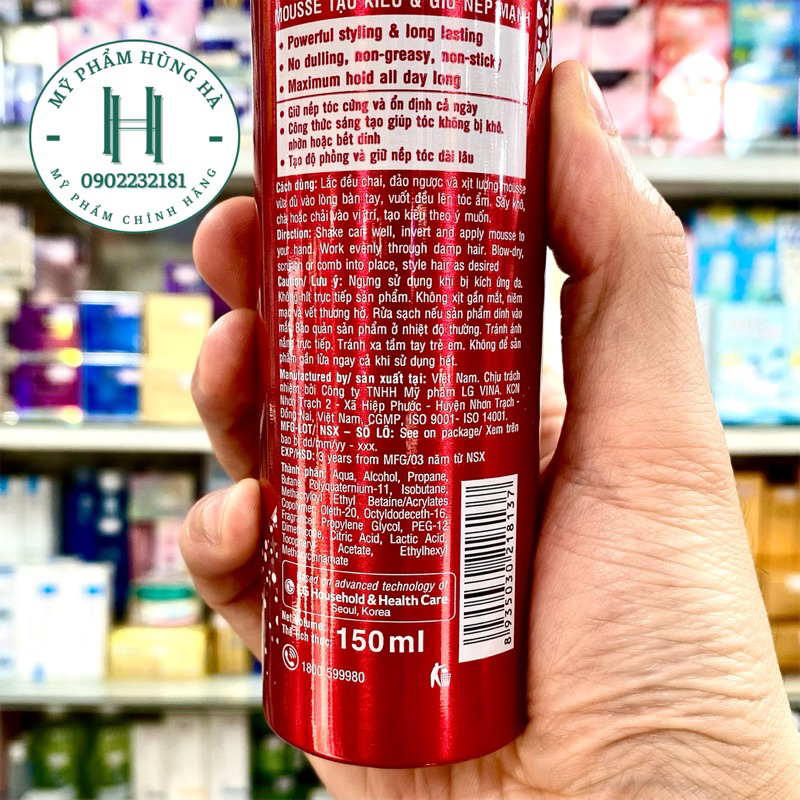 MỸ PHẨM HÙNG HÀ
H
0902232181
MỸ PHẨM CHÍNH HÃNG
MOUSSE TẠO KIỂU & GIỮ NẾP MẠNH
• Powerful styling & long lasting
• No dulling, non-greasy, non-sticky
• Maximum hold all day long
• Giữ nếp tóc cứng và ổn định cả ngày
• Công thức sáng tạo giúp tóc không bị khô,
nhờn hoặc bết dính
• Tạo độ phồng và giữ nếp tóc dài lâu
Cách dùng: Lắc đều chai, đảo ngược và xịt lượng mousse
vừa đủ vào lòng bàn tay, vuốt đều lên tóc ẩm. Sấy khô,
chà hoặc chải vào vị trí, tạo kiểu theo ý muốn.
Direction: Shake can well, invert and apply mousse to
your hand. Work evenly through damp hair. Blow-dry,
scrunch or comb into place, style hair as desired
Caution/ Lưu ý: Ngưng sử dụng khi bị kích ứng da.
Không hít trực tiếp sản phẩm. Không xịt gần mắt, niêm
mạc và vết thương hở. Rửa sạch nếu sản phẩm dính vào
mắt. Bảo quản sản phẩm ở nhiệt độ thường. Tránh ánh
nắng trực tiếp. Tránh xa tầm tay trẻ em. Không để sản
phẩm gần lửa ngay cả khi sử dụng hết.
Manufactured by/ sản xuất tại: Việt Nam. Chịu trách
nhiệm bởi Công ty TNHH Mỹ phẩm LG VINA. KCN
Nhơn Trạch 2 - Xã Hiệp Phước - Huyện Nhơn Trạch -
Đồng Nai, Việt Nam, CGMP, ISO 9001- ISO 14001.
MFG-LOT/ NSX – SỐ LÔ: See on package/ Xem trên
bao bì dd/mm/yy - xxx.
EXP/HSD: 3 years from MFG/03 năm từ NSX
Thành phần: Aqua, Alcohol, Propane,
Butane, Polyquaternium-11, Isobutane,
Methacryloyl Ethyl Betaine/Acrylates
Copolymer, Oleth-20, Octyldodeceth-16,
Fragrance, Propylene Glycol, PEG-12
Dimethicone, Citric Acid, Lactic Acid,
Tocopheryl Acetate, Ethylhexyl
Methoxycinnamate
Based on advanced technology of
LG Household & Health Care
Seoul, Korea
Net Volume:
Thể tích thực: 150ml
1800 599980
8 935030 218137